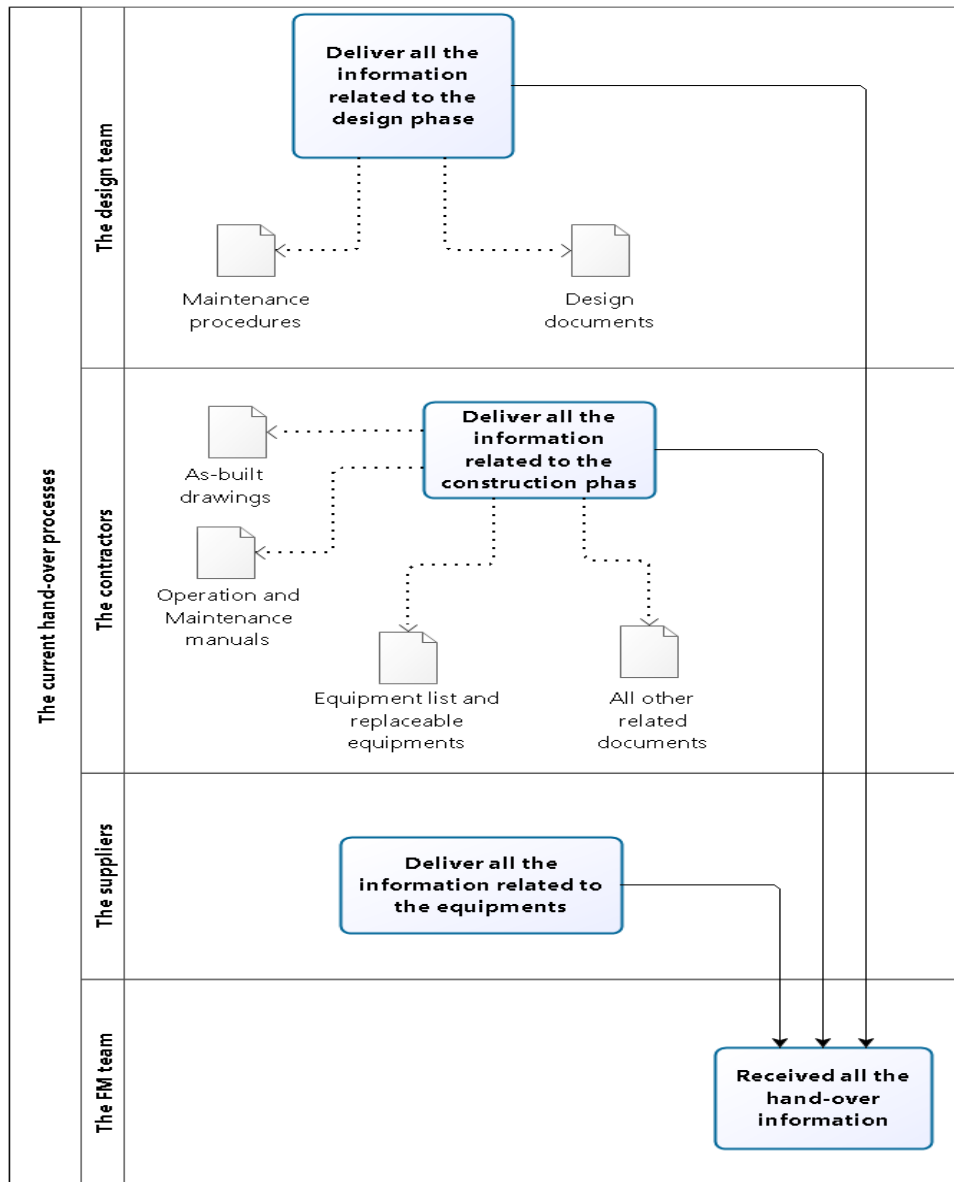 The current hand-over processes
The design team
Deliver all the
information
related to the
design phase
Maintenance
procedures
Design
documents
The contractors
Deliver all the
information
related to the
construction phas
As-built
drawings
Operation and
Maintenance
manuals
Equipment list and
replaceable
equipments
All other
related
documents
The suppliers
Deliver all the
information related to
the equipments
The FM team
Received all the
hand-over
information